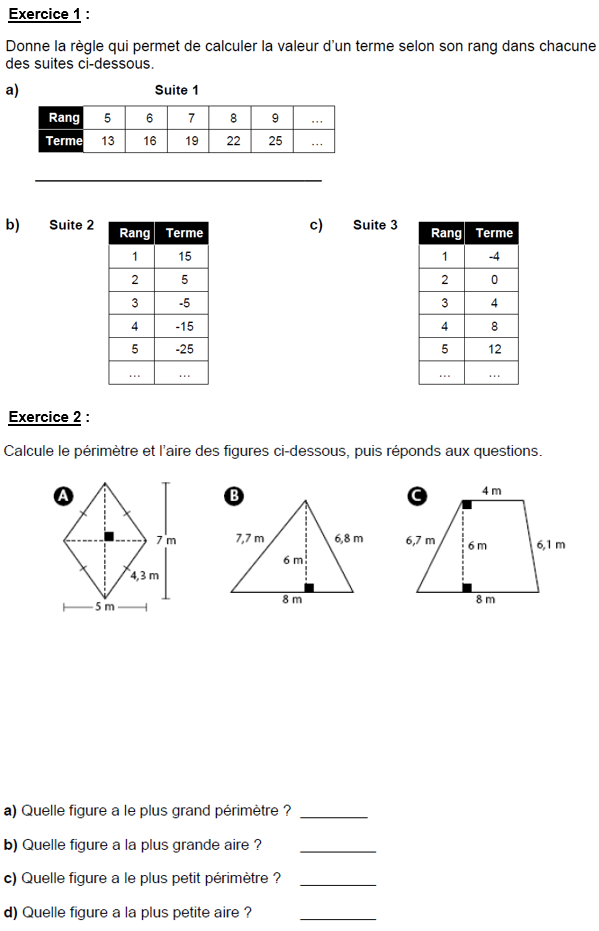 Exercice 1 :
Donne la règle qui permet de calculer la valeur d'un terme selon son rang dans chacune
des suites ci-dessous.
a) Suite 1
Rang 5 6 7 8 9 ...
Terme 13 16 19 22 25 ...
b) Suite 2
Rang Terme
1 15
2 5
3 -5
4 -15
5 -25
... ...
c) Suite 3
Rang Terme
1 -4
2 0
3 4
4 8
5 12
... ...
Exercice 2 :
Calcule le périmètre et l'aire des figures ci-dessous, puis réponds aux questions.
A
7 m
4,3 m
5 m
B
7,7 m
6,8 m
6 m
8 m
C
4 m
6,7 m
6 m
6,1 m
8 m
a) Quelle figure a le plus grand périmètre ?
b) Quelle figure a la plus grande aire ?
c) Quelle figure a le plus petit périmètre ?
d) Quelle figure a la plus petite aire ?